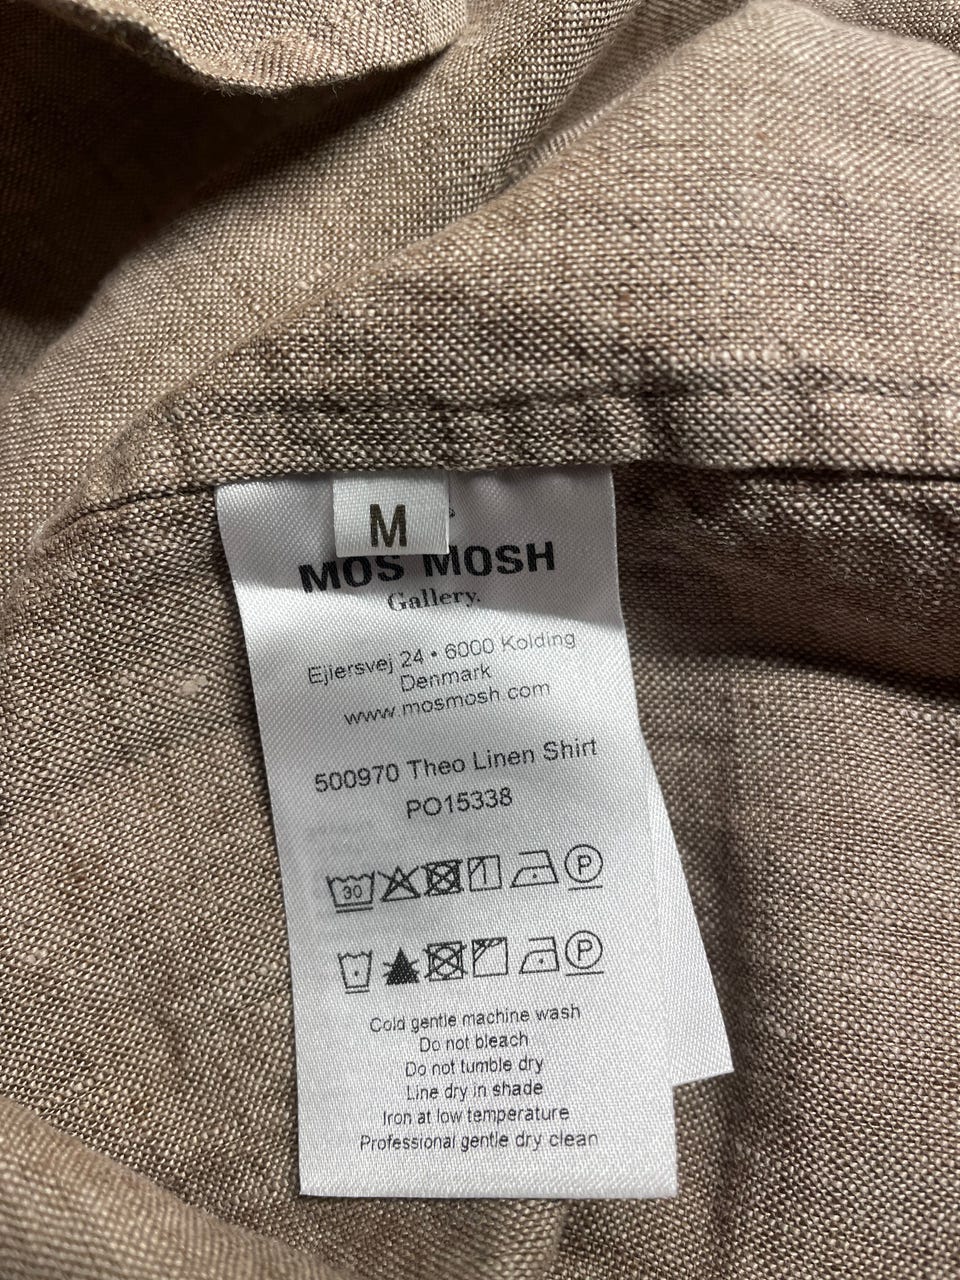 M
MOS MOSH
Gallery.
Ejlersvej 24 • 6000 Kolding
Denmark
www.mosmosh.com
500970 Theo Linen Shirt
PO15338
30 P
P
Cold gentle machine wash
Do not bleach
Do not tumble dry
Line dry in shade
Iron at low temperature
Professional gentle dry clean